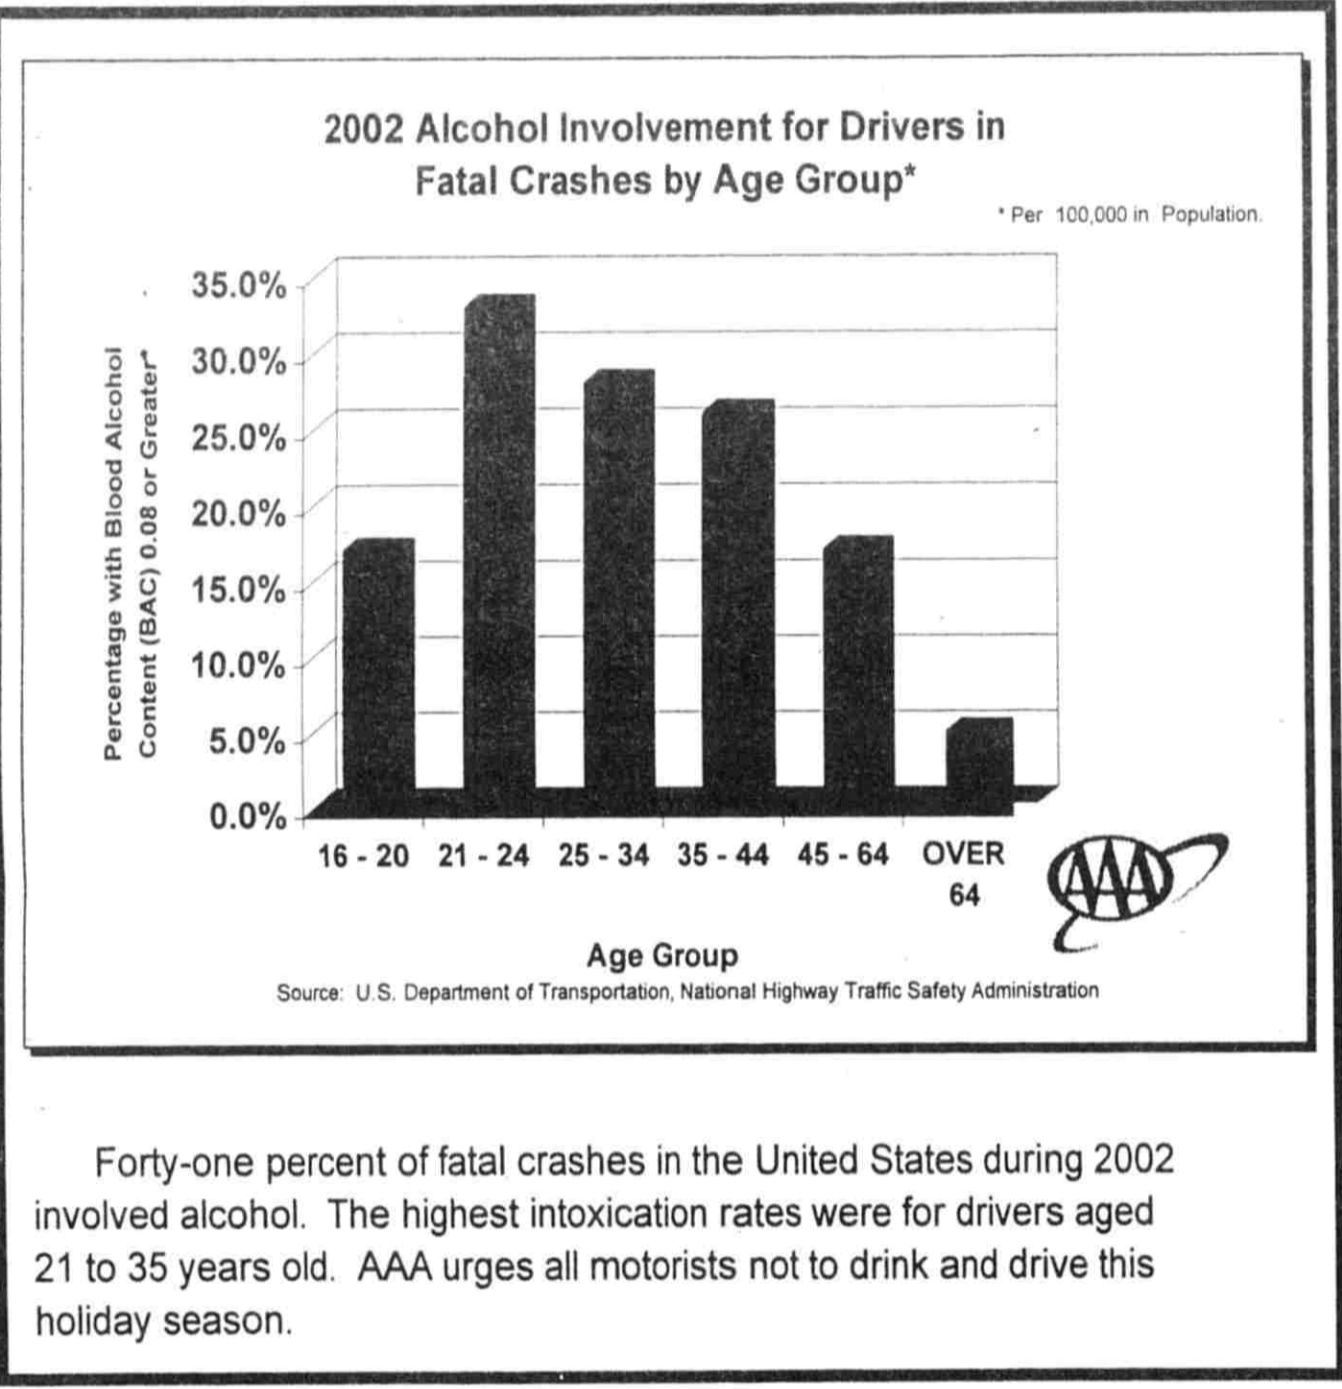 2002 Alcohol Involvement for Drivers in
Fatal Crashes by Age Group*
* Per 100,000 in Population.
Percentage with Blood Alcohol
Content (BAC) 0.08 or Greater*
35.0%
30.0%
25.0%
20.0%
15.0%
10.0%
5.0%
0.0%
16 - 20 21 - 24 25 - 34 35 - 44 45 - 64 OVER
64
AAA
Age Group
Source: U.S. Department of Transportation, National Highway Traffic Safety Administration
Forty-one percent of fatal crashes in the United States during 2002
involved alcohol. The highest intoxication rates were for drivers aged
21 to 35 years old. AAA urges all motorists not to drink and drive this
holiday season.